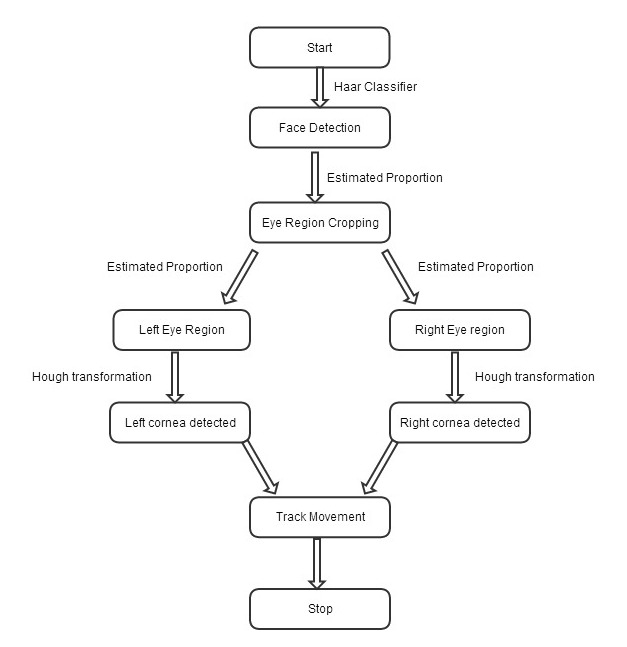 Start
Haar Classifier
Face Detection
Estimated Proportion
Eye Region Cropping
Estimated Proportion
Estimated Proportion
Left Eye Region
Right Eye region
Hough transformation
Hough transformation
Left cornea detected
Right cornea detected
Track Movement
Stop